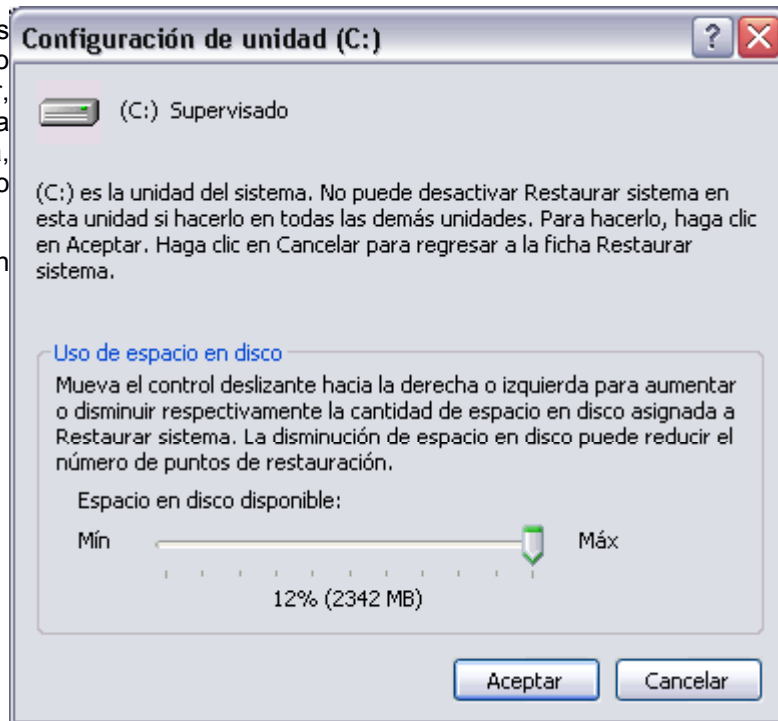 Configuración de unidad (C:)
(C:) Supervisado
(C:) es la unidad del sistema. No puede desactivar Restaurar sistema en
esta unidad si hacerlo en todas las demás unidades. Para hacerlo, haga clic
en Aceptar. Haga clic en Cancelar para regresar a la ficha Restaurar
sistema.
Uso de espacio en disco
Mueva el control deslizante hacia la derecha o izquierda para aumentar
o disminuir respectivamente la cantidad de espacio en disco asignada a
Restaurar sistema. La disminución de espacio en disco puede reducir el
número de puntos de restauración.
Espacio en disco disponible:
Mín Máx
12% (2342 MB)
Aceptar Cancelar